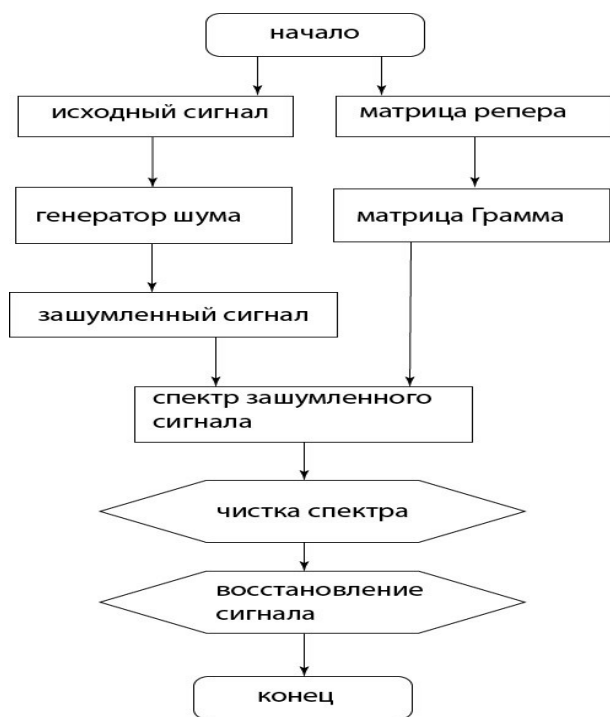 начало
исходный сигнал
матрица репера
генератор шума
матрица Грамма
зашумленный сигнал
спектр зашумленного
сигнала
чистка спектра
восстановление
сигнала
конец